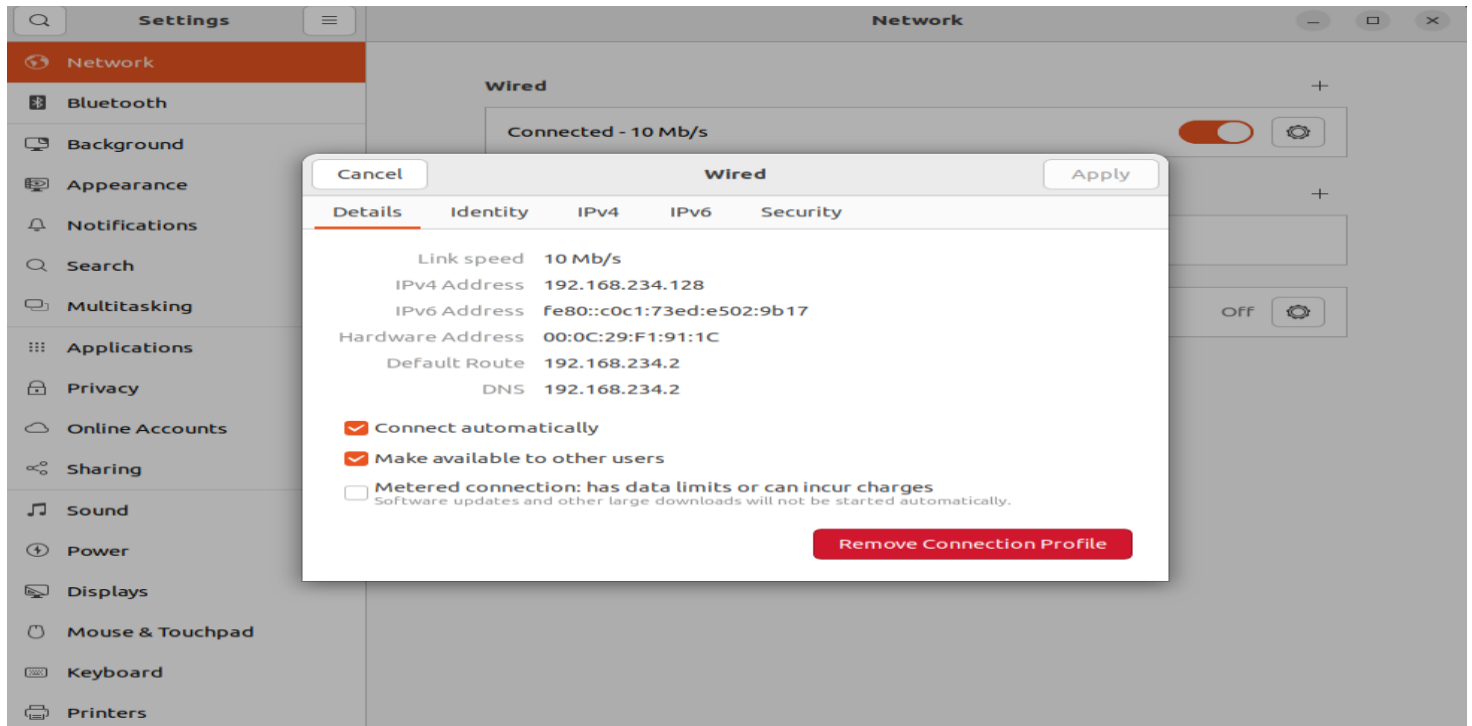 Settings
Network
Network
Bluetooth
Background
Appearance
Notifications
Search
Multitasking
Applications
Privacy
Online Accounts
Sharing
Sound
Power
Displays
Mouse & Touchpad
Keyboard
Printers
Wired
Connected - 10 Mb/s
Off
Cancel
Wired
Apply
Details Identity IPv4 IPv6 Security
Link speed 10 Mb/s
IPv4 Address 192.168.234.128
IPv6 Address fe80::c0c1:73ed:e502:9b17
Hardware Address 00:0C:29:F1:91:1C
Default Route 192.168.234.2
DNS 192.168.234.2
Connect automatically
Make available to other users
Metered connection: has data limits or can incur charges
Software updates and other large downloads will not be started automatically.
Remove Connection Profile